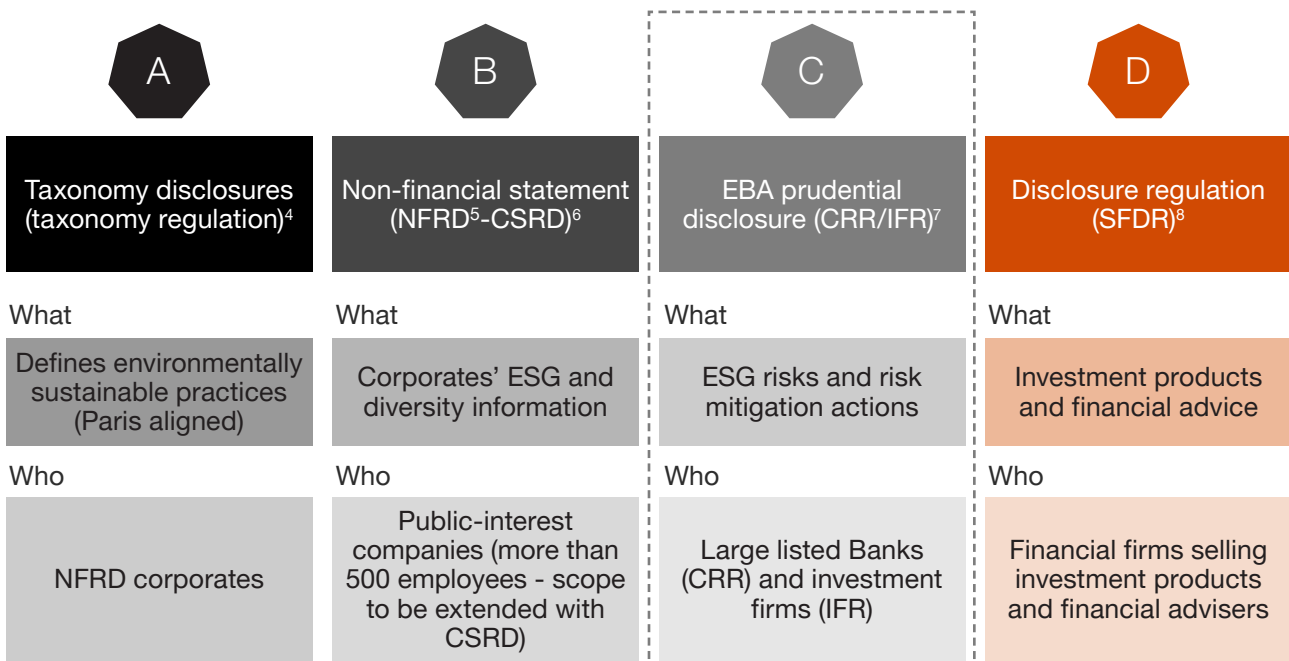 A
Taxonomy disclosures
(taxonomy regulation)4
What
Defines environmentally
sustainable practices
(Paris aligned)
Who
NFRD corporates
B
Non-financial statement
(NFRD5-CSRD)6
What
Corporates’ ESG and
diversity information
Who
Public-interest
companies (more than
500 employees - scope
to be extended with
CSRD)
C
EBA prudential
disclosure (CRR/IFR)7
What
ESG risks and risk
mitigation actions
Who
Large listed Banks
(CRR) and investment
firms (IFR)
D
Disclosure regulation
(SFDR)8
What
Investment products
and financial advice
Who
Financial firms selling
investment products
and financial advisers